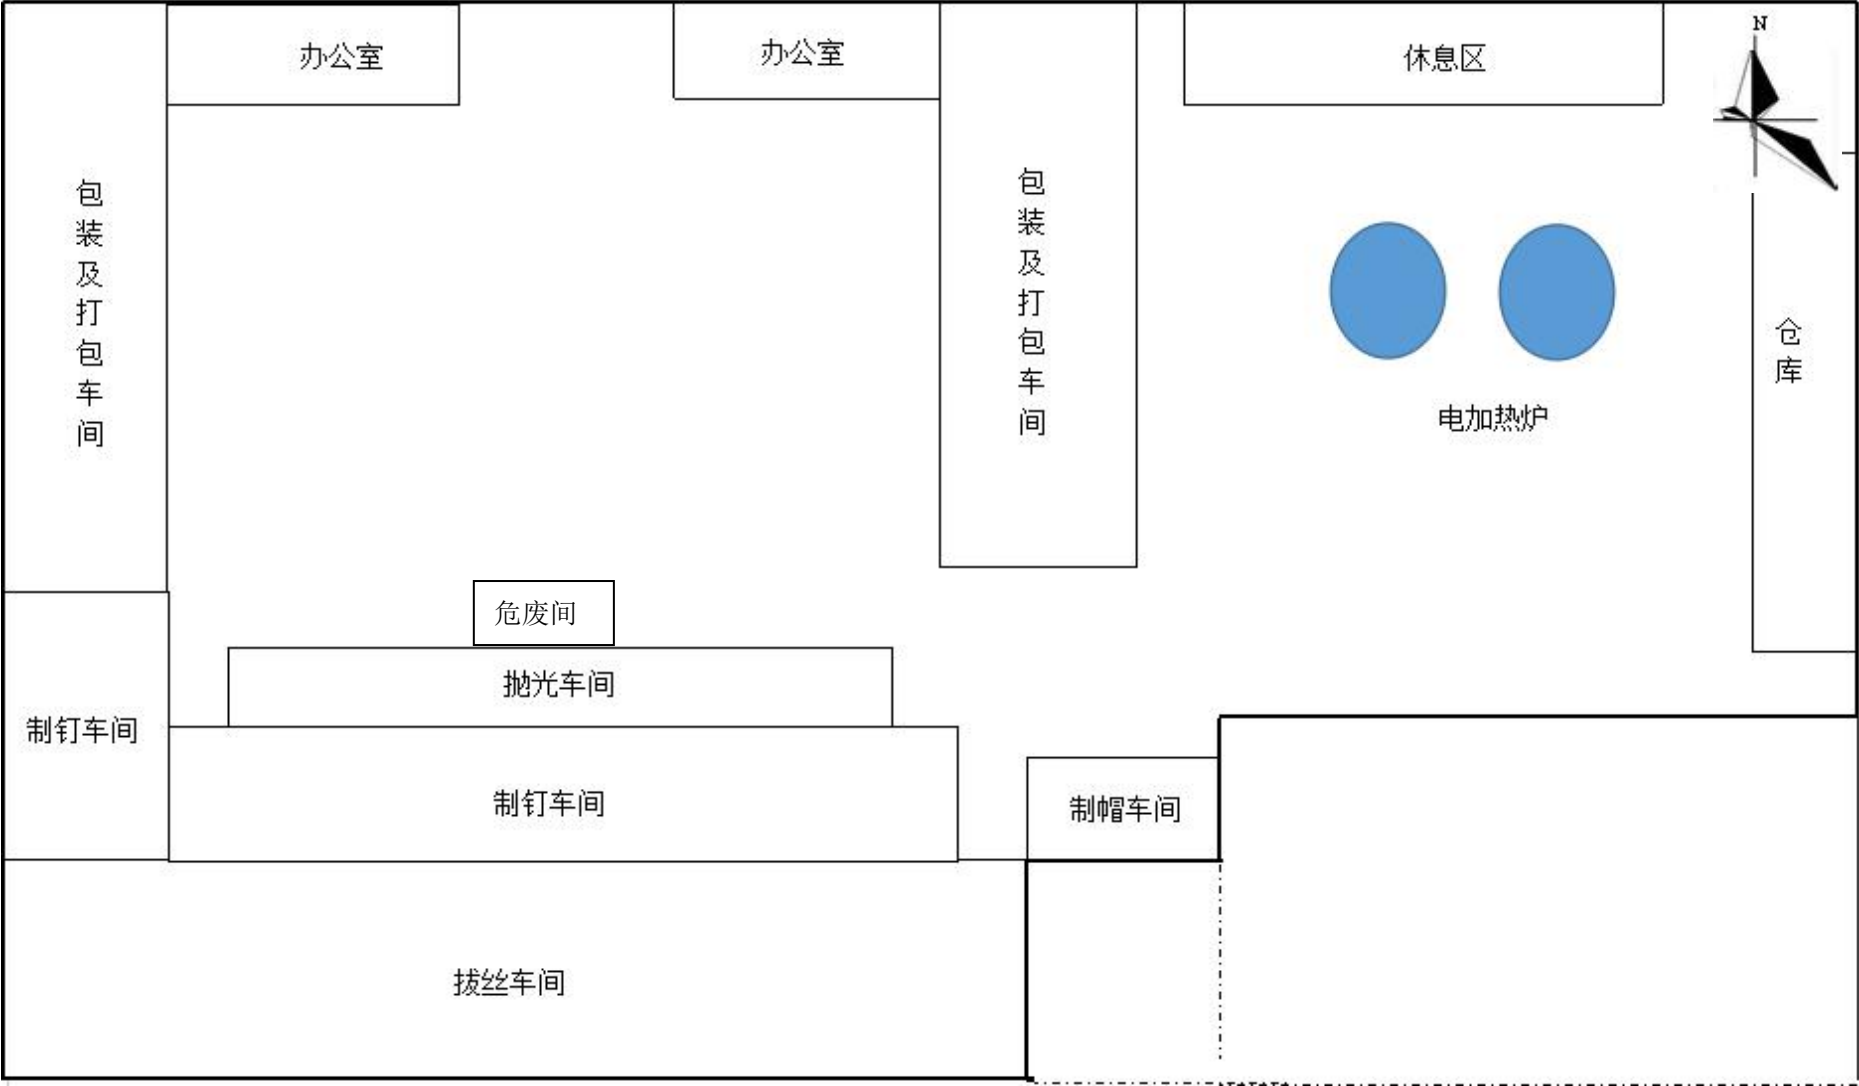 办公室
办公室
休息区
N
包装及打包车间
包装及打包车间
仓库
电加热炉
危废间
抛光车间
制钉车间
制钉车间
制帽车间
拔丝车间